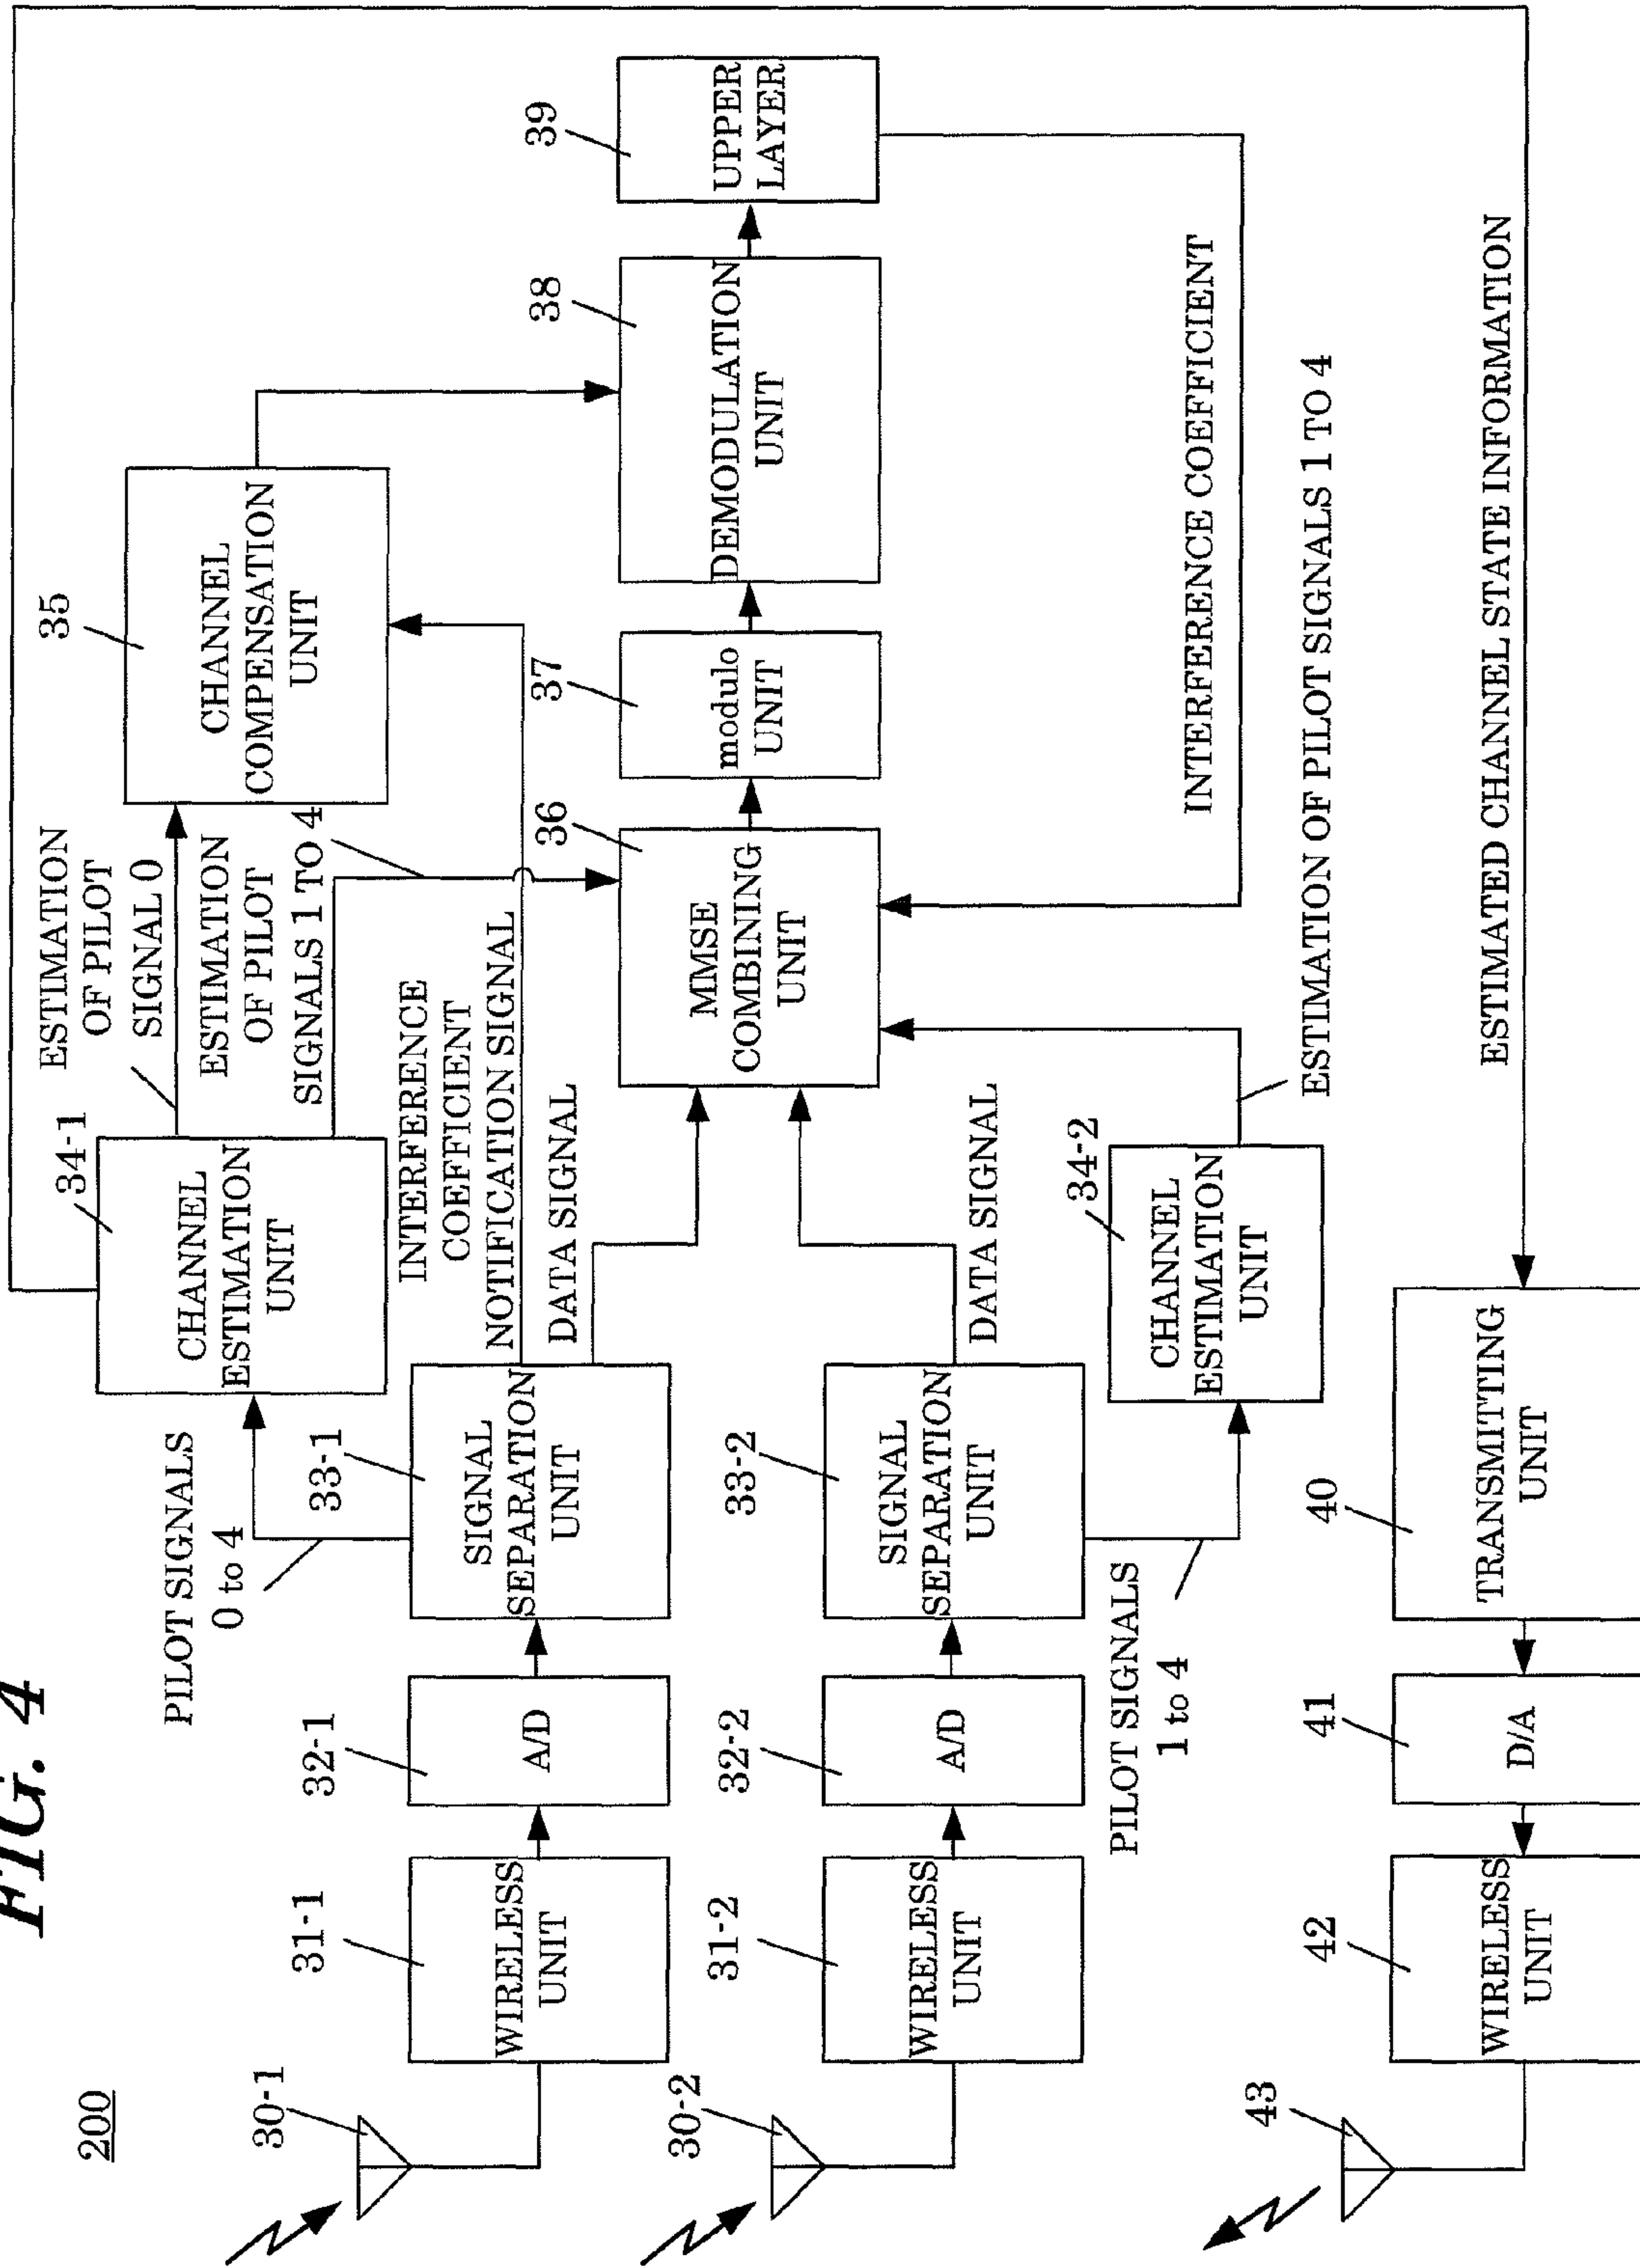 FIG. 4
200
30-1
31-1
WIRELESS
UNIT
32-1
A/D
PILOT SIGNALS
0 to 4
33-1
SIGNAL
SEPARATION
UNIT
34-1
CHANNEL
ESTIMATION
UNIT
ESTIMATION
OF PILOT
SIGNAL 0
ESTIMATION
OF PILOT
SIGNALS 1 TO 4
INTERFERENCE
COEFFICIENT
NOTIFICATION SIGNAL
DATA SIGNAL
35
CHANNEL
COMPENSATION
UNIT
36
MMSE
COMBINING
UNIT
37
modulo
UNIT
38
DEMODULATION
UNIT
39
UPPER
LAYER
30-2
31-2
WIRELESS
UNIT
32-2
A/D
33-2
SIGNAL
SEPARATION
UNIT
DATA SIGNAL
PILOT SIGNALS
1 to 4
34-2
CHANNEL
ESTIMATION
UNIT
INTERFERENCE COEFFICIENT
ESTIMATION OF PILOT SIGNALS 1 TO 4
ESTIMATED CHANNEL STATE INFORMATION
43
42
WIRELESS
UNIT
41
D/A
40
TRANSMITTING
UNIT